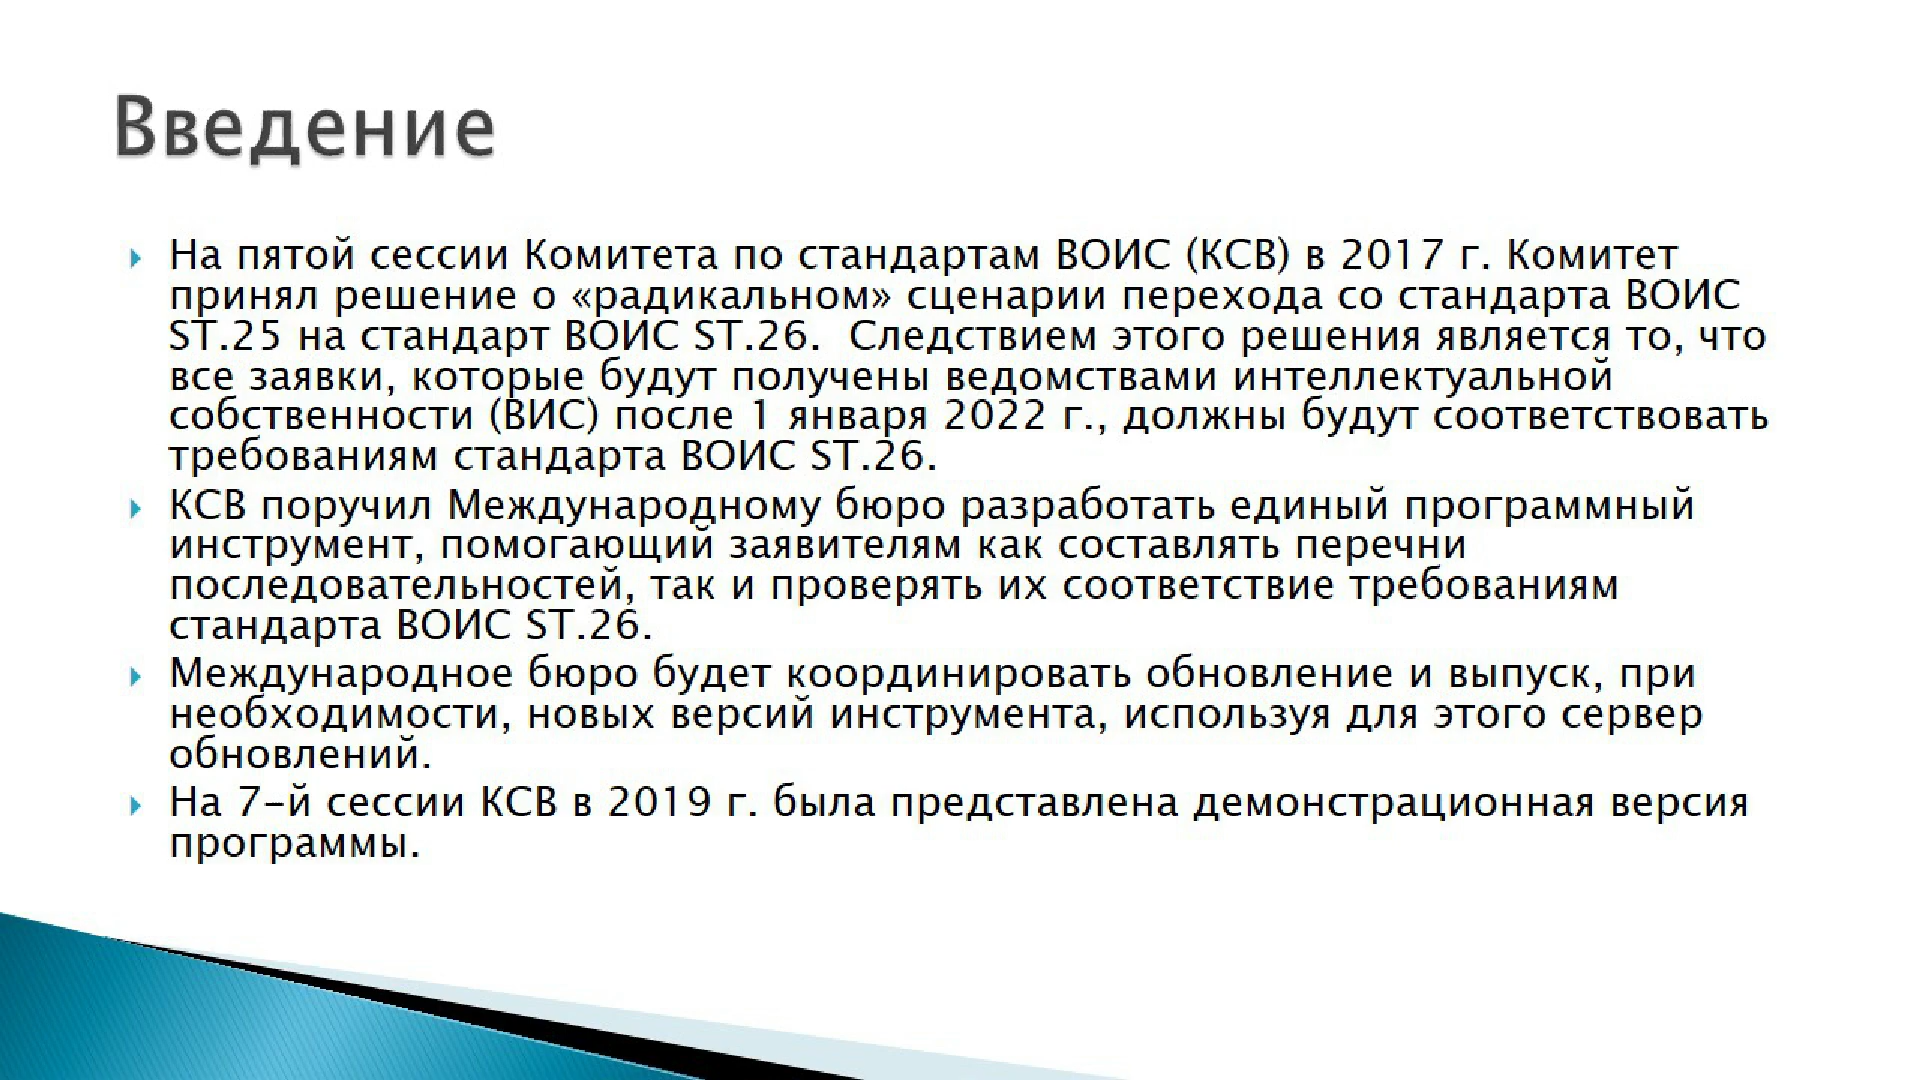 Введение
На пятой сессии Комитета по стандартам ВОИС (КСВ) в 2017 г. Комитет
принял решение о «радикальном» сценарии перехода со стандарта ВОИС
ST.25 на стандарт ВОИС ST.26.  Следствием этого решения является то, что
все заявки, которые будут получены ведомствами интеллектуальной
собственности (ВИС) после 1 января 2022 г., должны будут соответствовать
требованиям стандарта ВОИС ST.26.
КСВ поручил Международному бюро разработать единый программный
инструмент, помогающий заявителям как составлять перечни
последовательностей, так и проверять их соответствие требованиям
стандарта ВОИС ST.26.
Международное бюро будет координировать обновление и выпуск, при
необходимости, новых версий инструмента, используя для этого сервер
обновлений.
На 7-й сессии КСВ в 2019 г. была представлена демонстрационная версия
программы.